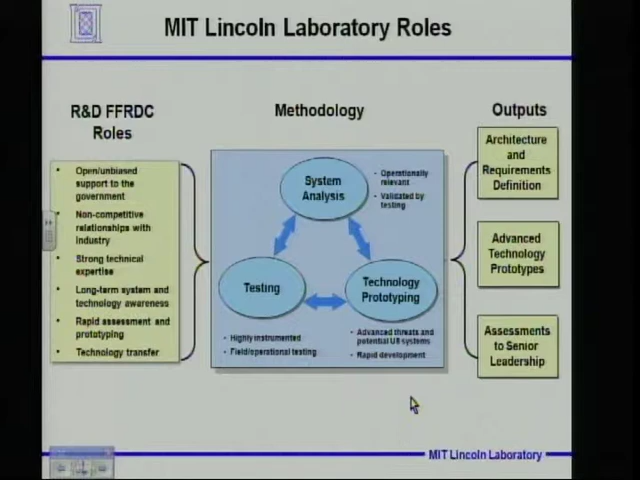 MIT Lincoln Laboratory Roles
R&D FFRDC
Roles
• Open/unbiased
support to the
government
• Non-competitive
relationships with
industry
• Strong technical
expertise
• Long-term system and
technology awareness
• Rapid assessment and
prototyping
• Technology transfer
Methodology
System
Analysis
• Operationally
relevant
• Validated by
testing
Testing
Technology
Prototyping
• Highly instrumented
• Field/operational testing
• Advanced threats and
potential US systems
• Rapid development
Outputs
Architecture
and
Requirements
Definition
Advanced
Technology
Prototypes
Assessments
to Senior
Leadership
MIT Lincoln Laboratory